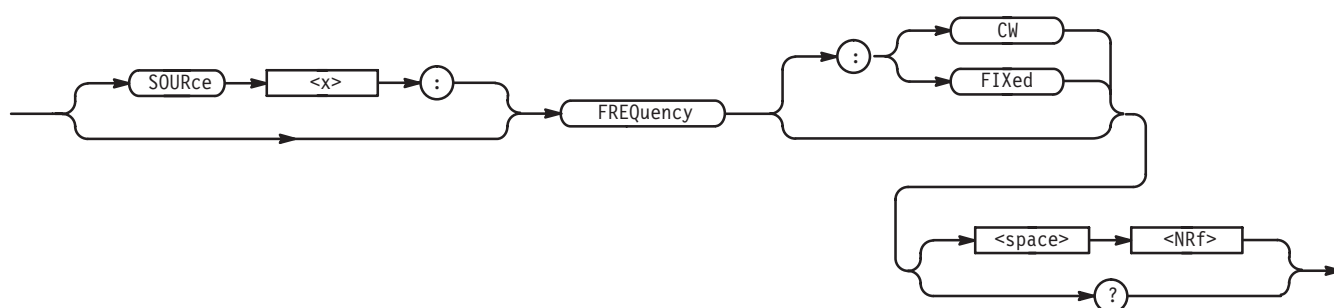 SOURce <x> :
FREQuency
: CW
FIXed
<space> <NRf>
?